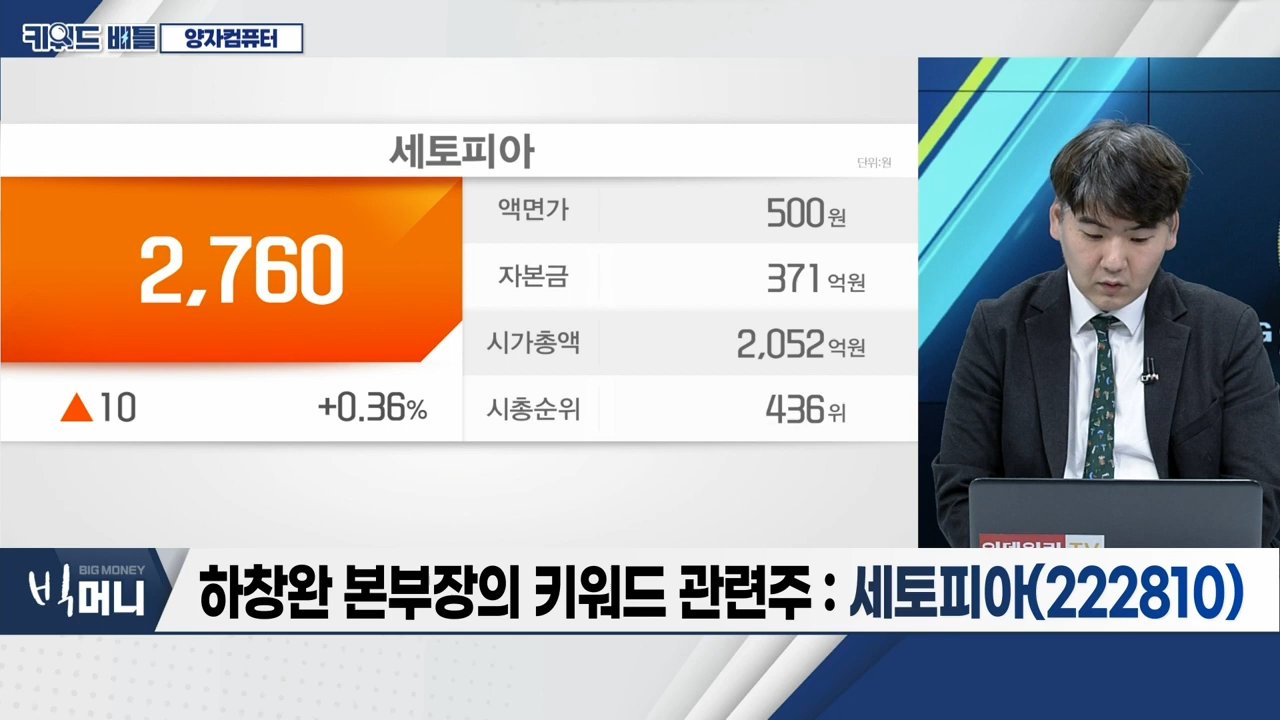 키워드 배틀 양자컴퓨터
세토피아
단위:원
2,760
▲10 +0.36%
액면가 500원
자본금 371억원
시가총액 2,052억원
시총순위 436위
TV
BIG MONEY
빅머니
하창완 본부장의 키워드 관련주 : 세토피아(222810)